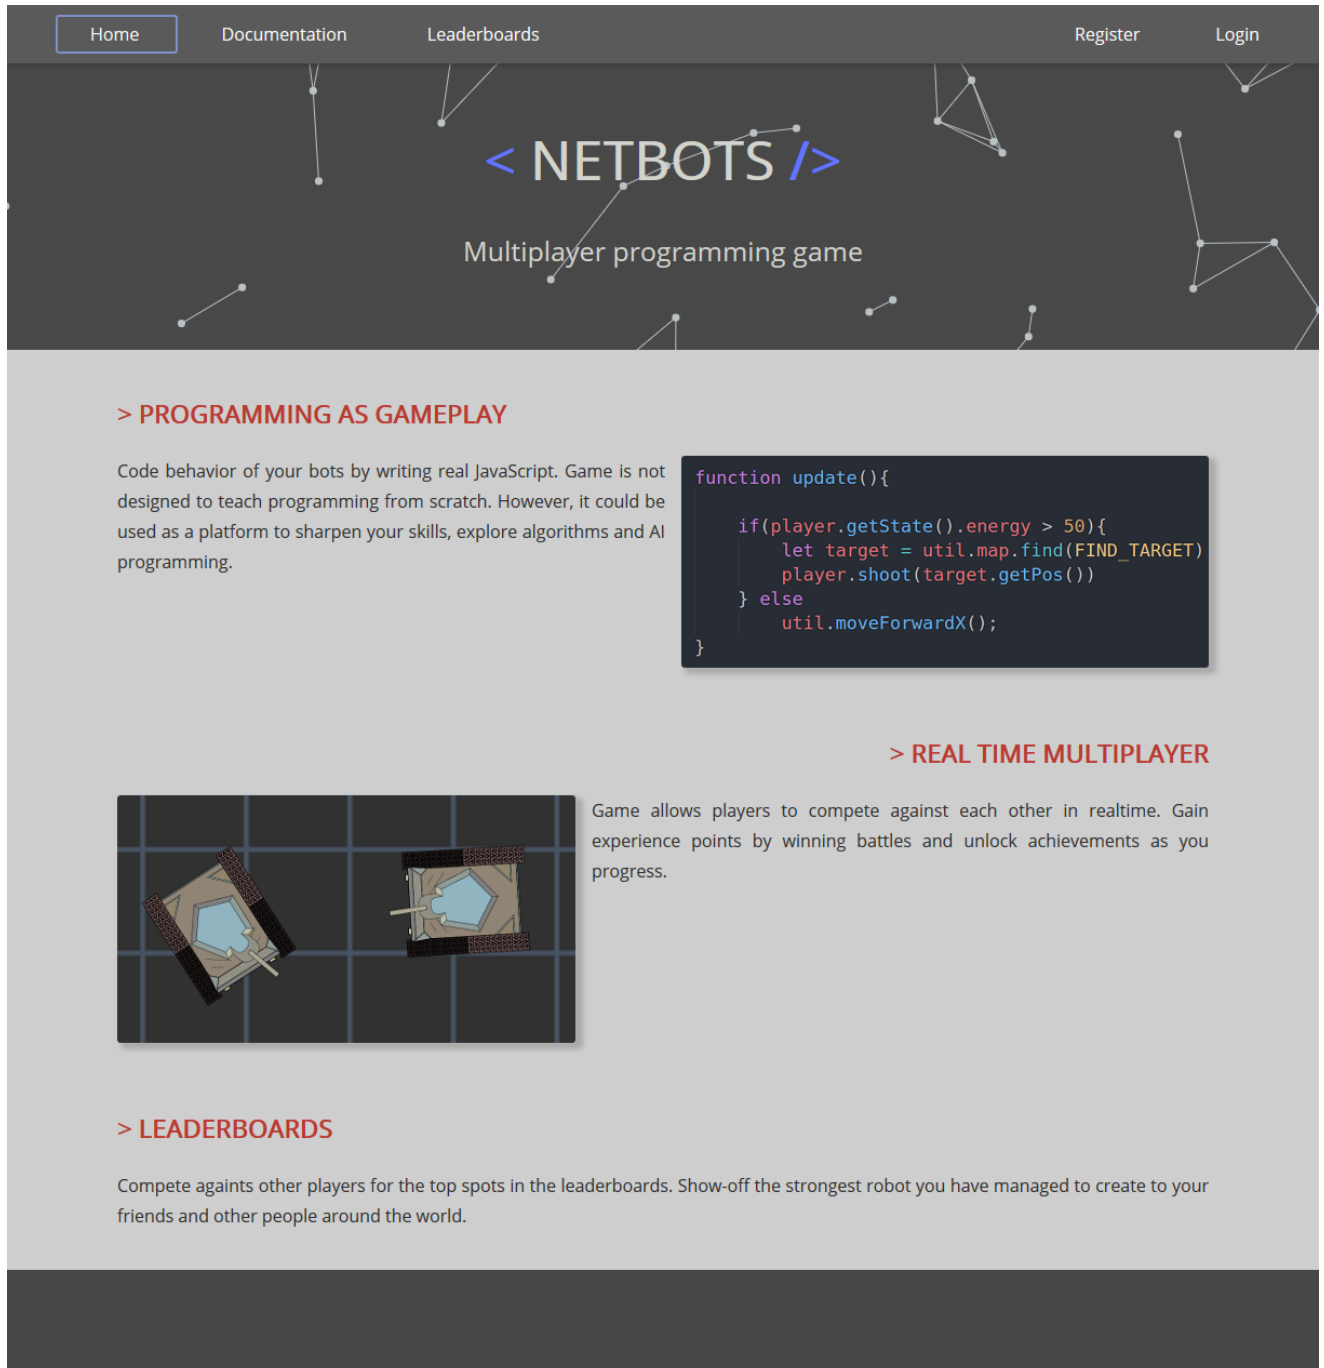 Home Documentation Leaderboards Register Login
< NETBOTS />
Multiplayer programming game
> PROGRAMMING AS GAMEPLAY
Code behavior of your bots by writing real JavaScript. Game is not
designed to teach programming from scratch. However, it could be
used as a platform to sharpen your skills, explore algorithms and AI
programming.
function update(){
if(player.getState().energy > 50){
let target = util.map.find(FIND_TARGET)
player.shoot(target.getPos())
} else
util.moveForwardX();
}
> REAL TIME MULTIPLAYER
Game allows players to compete against each other in realtime. Gain
experience points by winning battles and unlock achievements as you
progress.
> LEADERBOARDS
Compete againts other players for the top spots in the leaderboards. Show-off the strongest robot you have managed to create to your
friends and other people around the world.